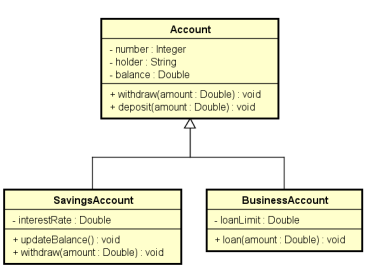 Account
- number : Integer
- holder : String
- balance : Double
+ withdraw(amount : Double) : void
+ deposit(amount : Double) : void
SavingsAccount
- interestRate : Double
+ updateBalance() : void
+ withdraw(amount : Double) : void
BusinessAccount
- loanLimit : Double
+ loan(amount : Double) : void